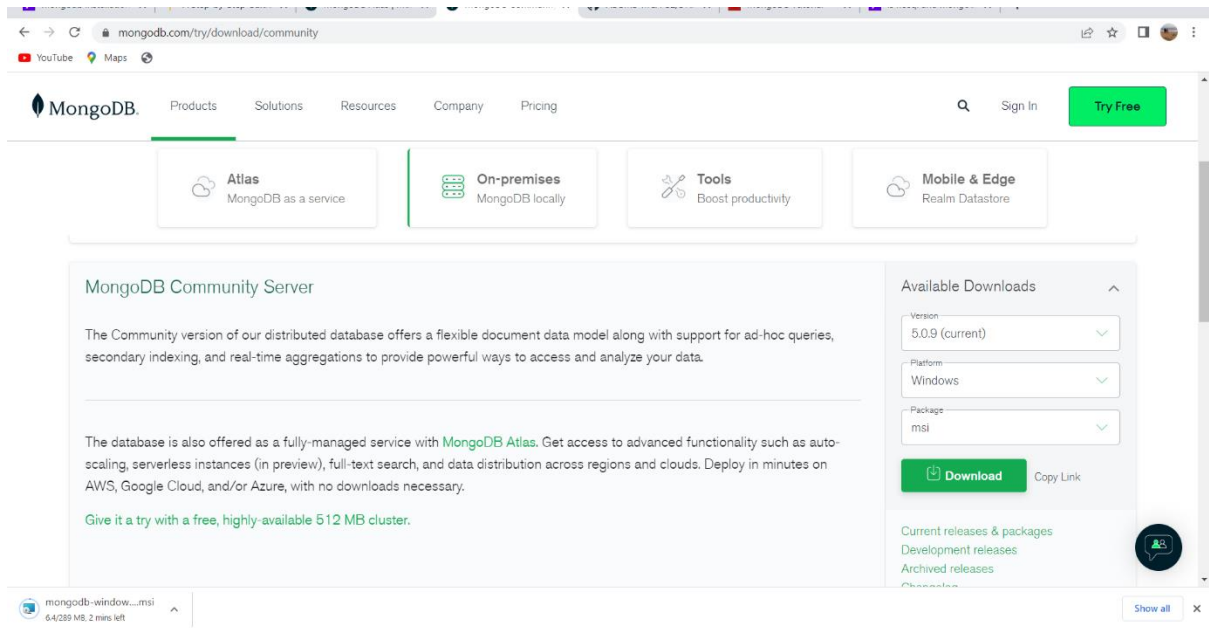 mongodb.com/try/download/community
YouTube Maps
MongoDB. Products Solutions Resources Company Pricing Sign In Try Free
Atlas
MongoDB as a service
On-premises
MongoDB locally
Tools
Boost productivity
Mobile & Edge
Realm Datastore
MongoDB Community Server
The Community version of our distributed database offers a flexible document data model along with support for ad-hoc queries,
secondary indexing, and real-time aggregations to provide powerful ways to access and analyze your data.
The database is also offered as a fully-managed service with MongoDB Atlas. Get access to advanced functionality such as auto-
scaling, serverless instances (in preview), full-text search, and data distribution across regions and clouds. Deploy in minutes on
AWS, Google Cloud, and/or Azure, with no downloads necessary.
Give it a try with a free, highly-available 512 MB cluster.
Available Downloads
Version
5.0.9 (current)
Platform
Windows
Package
msi
Download Copy Link
Current releases & packages
Development releases
Archived releases
Changelog
mongodb-window....msi
6.4/289 MB, 2 mins left
Show all